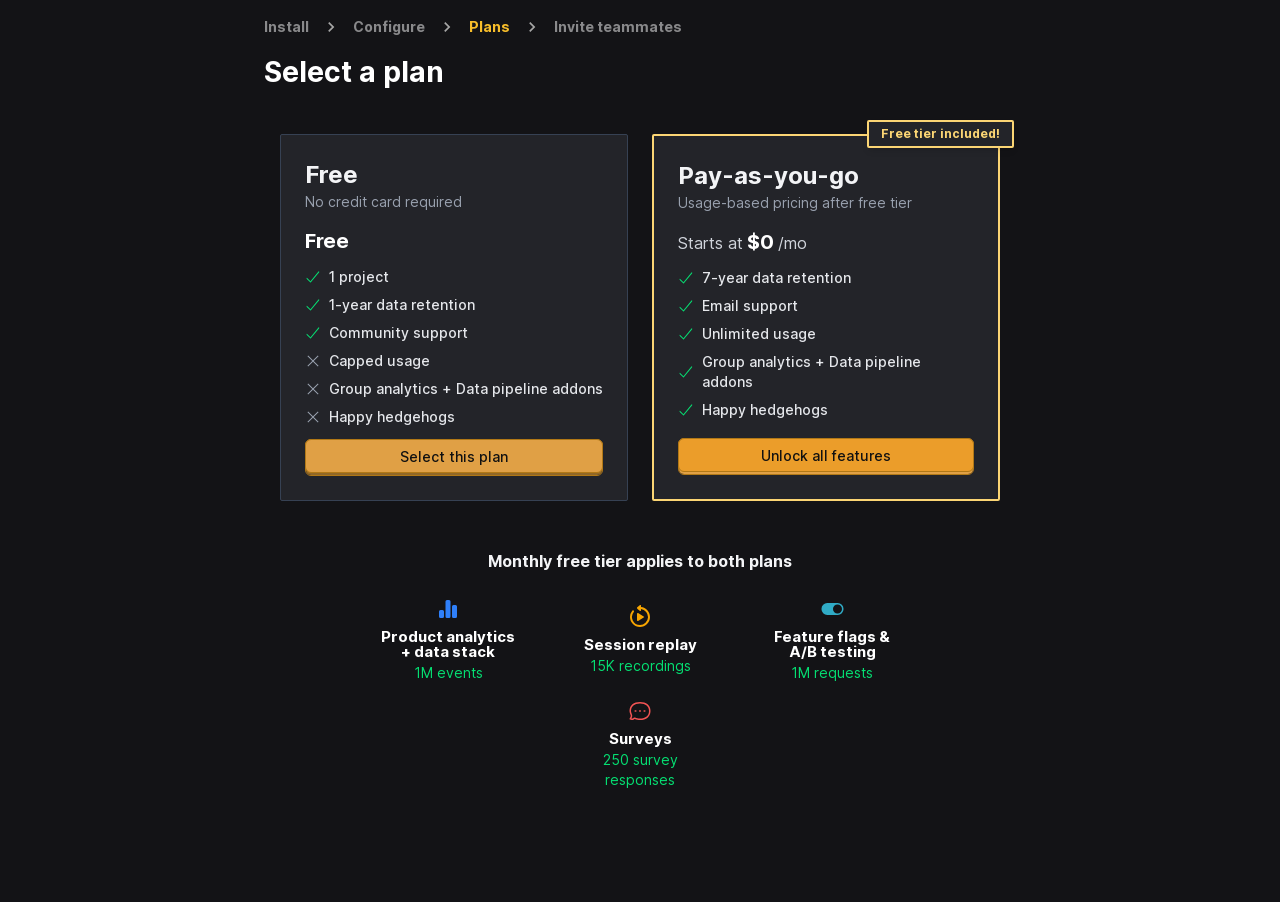 Install
Configure
Plans
Invite teammates
Select a plan
Free
No credit card required
Free
1 project
1-year data retention
Community support
Capped usage
Group analytics + Data pipeline addons
Happy hedgehogs
Select this plan
Free tier included!
Pay-as-you-go
Usage-based pricing after free tier
Starts at $0 /mo
7-year data retention
Email support
Unlimited usage
Group analytics + Data pipeline
addons
Happy hedgehogs
Unlock all features
Monthly free tier applies to both plans
Product analytics
+ data stack
1M events
Session replay
15K recordings
Feature flags &
A/B testing
1M requests
Surveys
250 survey
responses